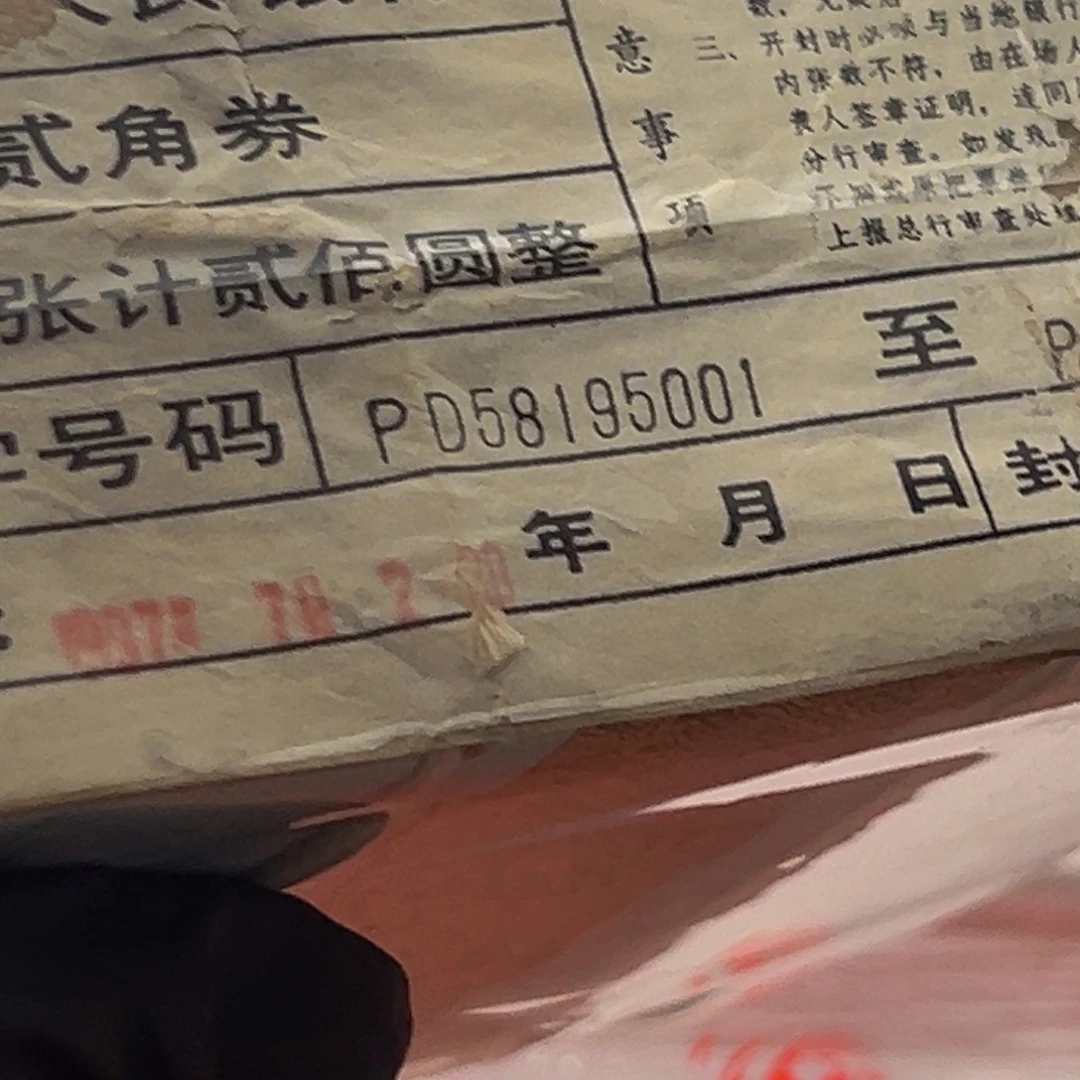 贰角券
张计贰佰圆整
号码 PD58195001 至 P
年 月 日 封
意事项
三、开封时必须与当地银行
内张数不符，由在场人
责人签章证明，连同
分行审查。如发现
上报总行审查处理